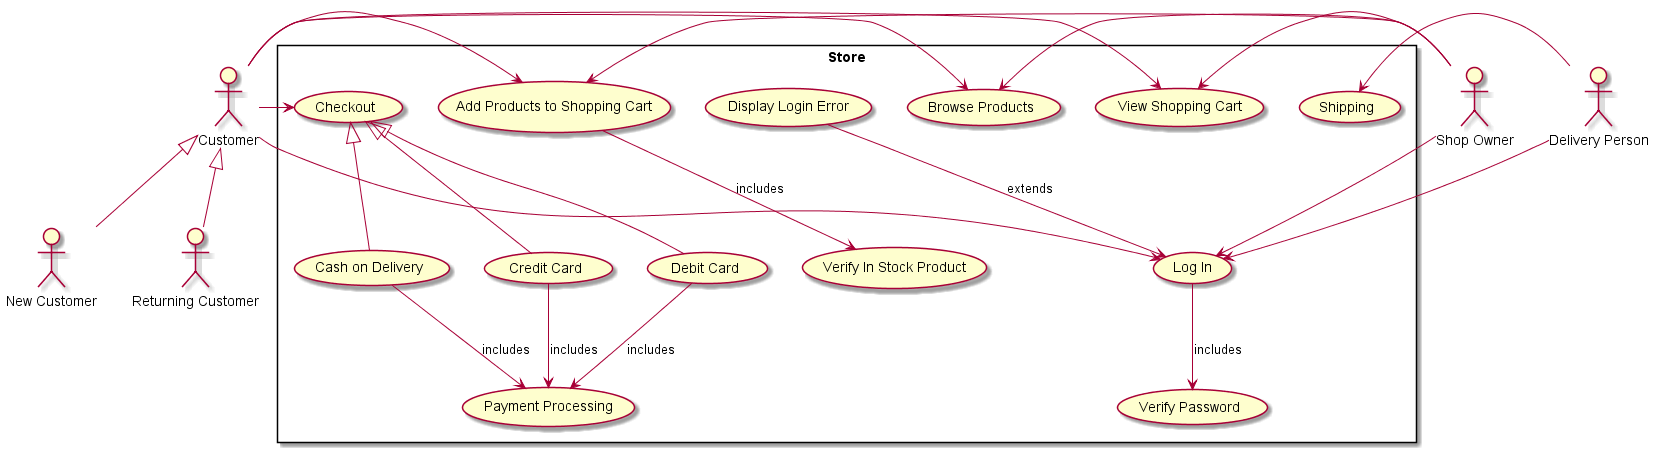 Store
Checkout
Add Products to Shopping Cart
Display Login Error
Browse Products
View Shopping Cart
Shipping
Customer
Shop Owner
Delivery Person
includes
extends
Cash on Delivery
Credit Card
Debit Card
Verify In Stock Product
Log In
New Customer
Returning Customer
includes
includes
includes
includes
Payment Processing
Verify Password